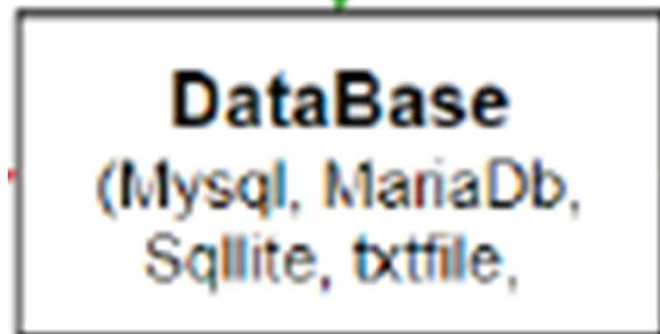 DataBase
(Mysql, MariaDb,
Sqllite, txtfile,